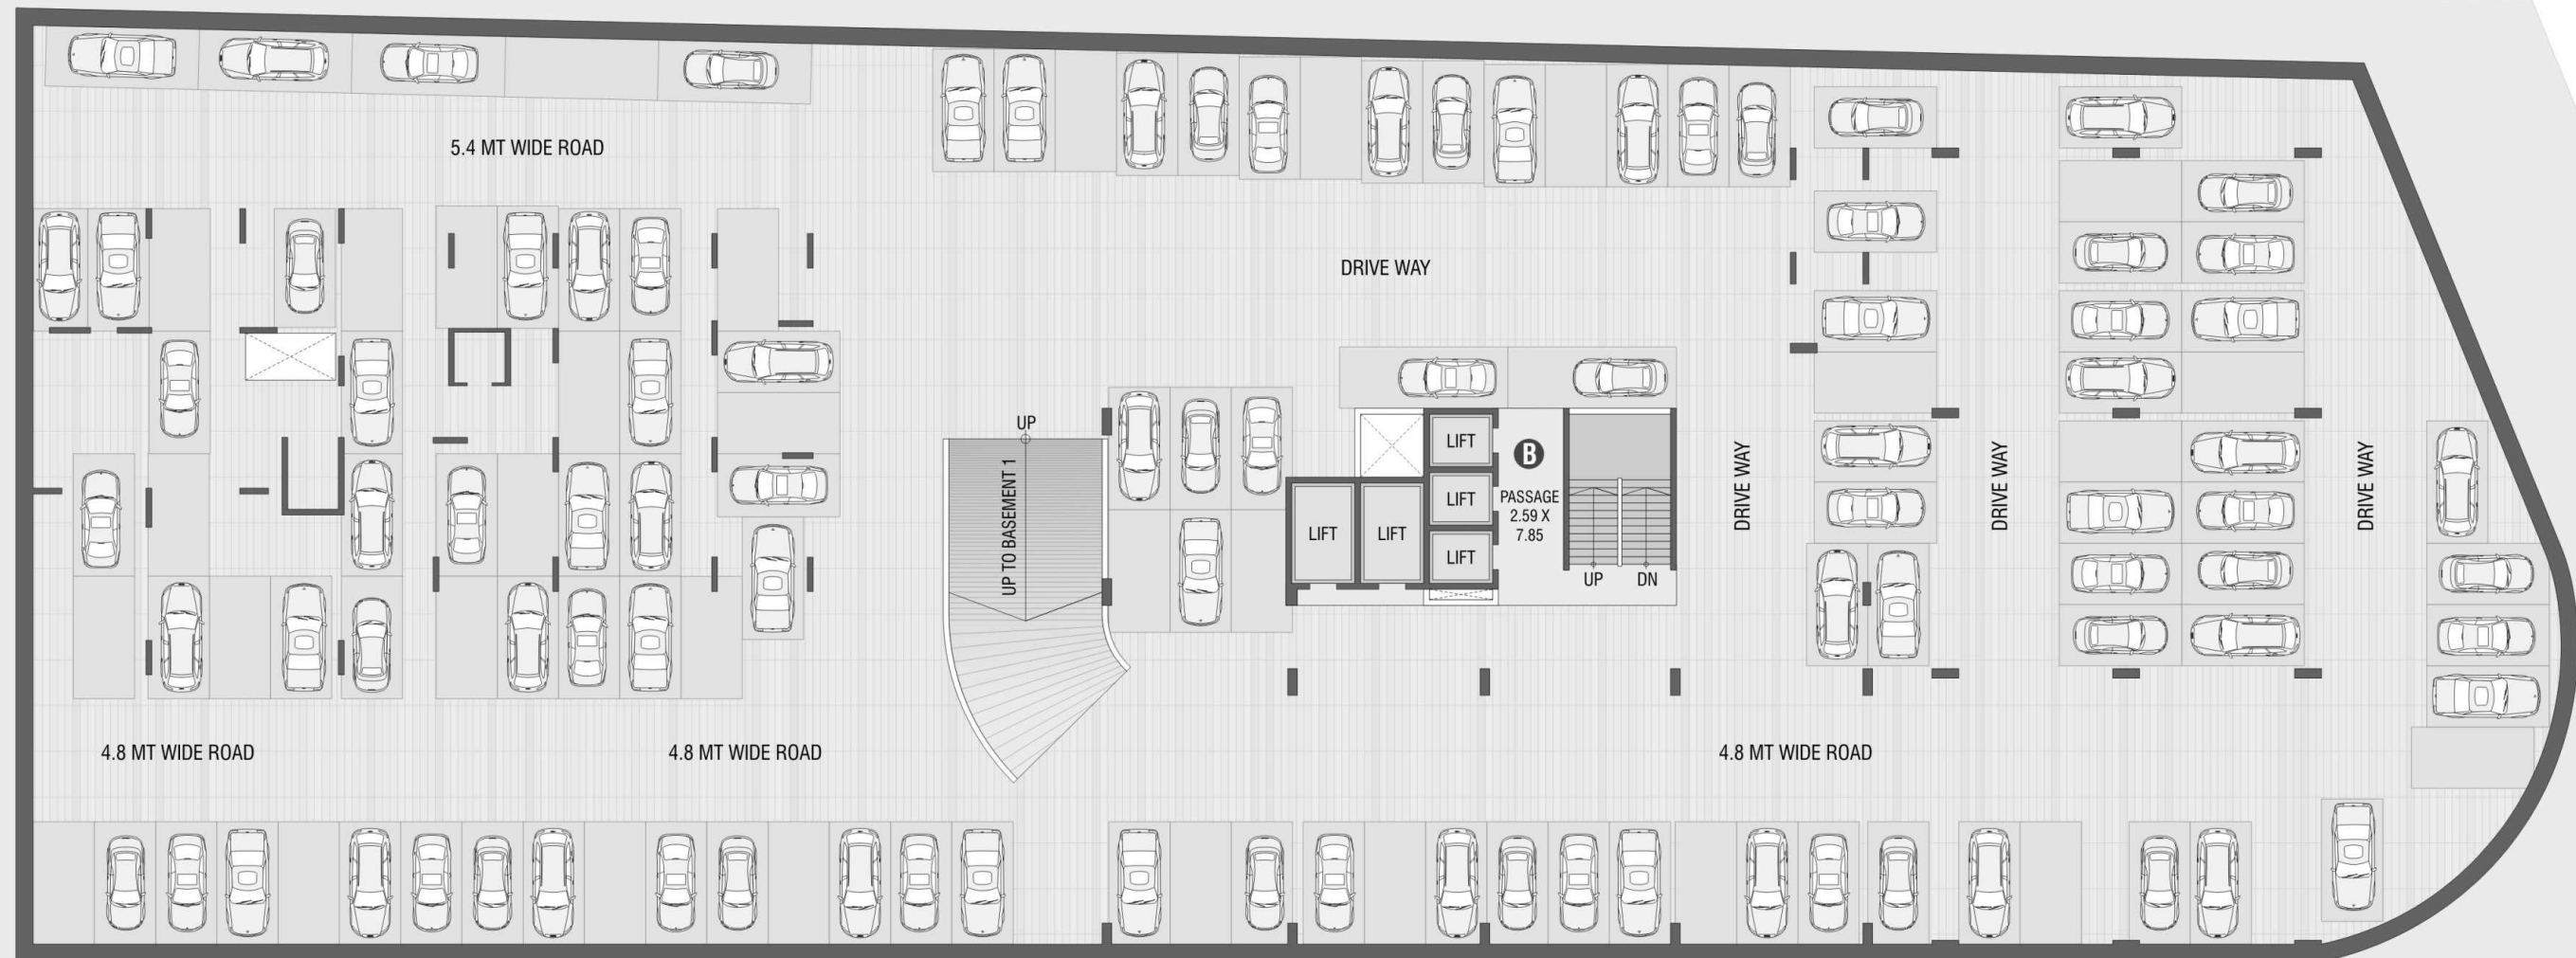 5.4 MT WIDE ROAD
DRIVE WAY
UP
UP TO BASEMENT 1
LIFT
LIFT
LIFT
LIFT
LIFT
B
PASSAGE
2.59 X
7.85
UP
DN
DRIVE WAY
DRIVE WAY
DRIVE WAY
4.8 MT WIDE ROAD
4.8 MT WIDE ROAD
4.8 MT WIDE ROAD